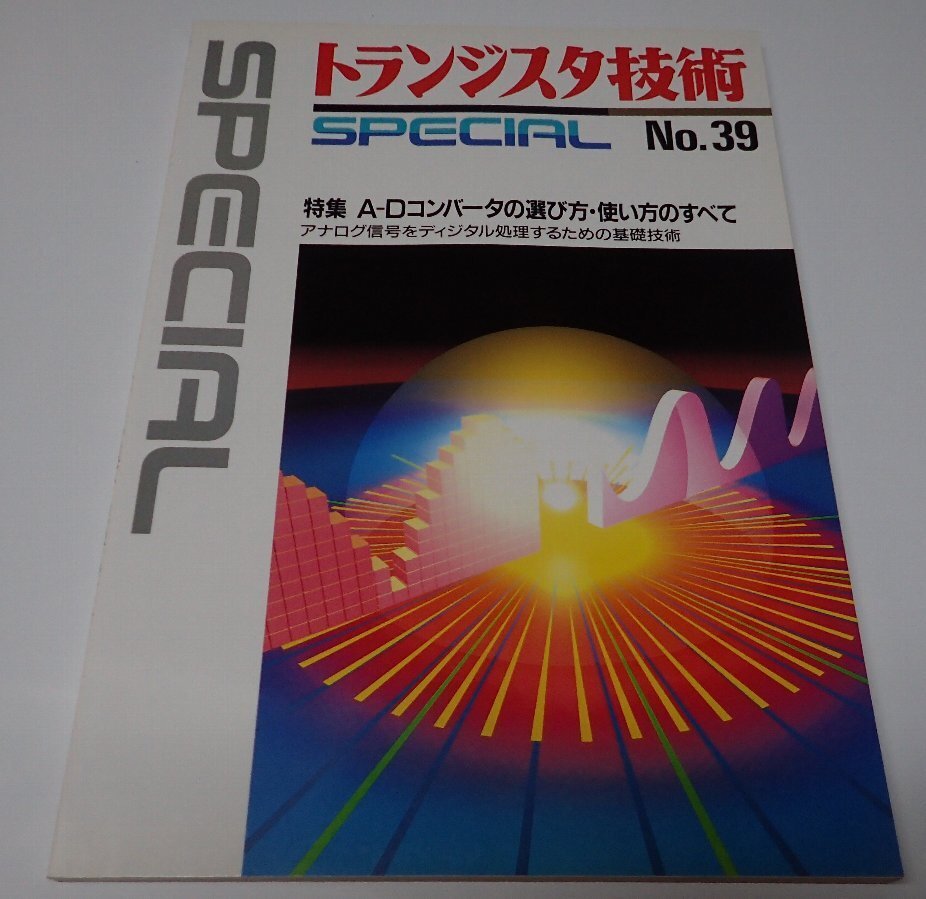 SPECIAL
トランジスタ技術
SPECIAL No.39
特集 A-Dコンバータの選び方・使い方のすべて
アナログ信号をディジタル処理するための基礎技術